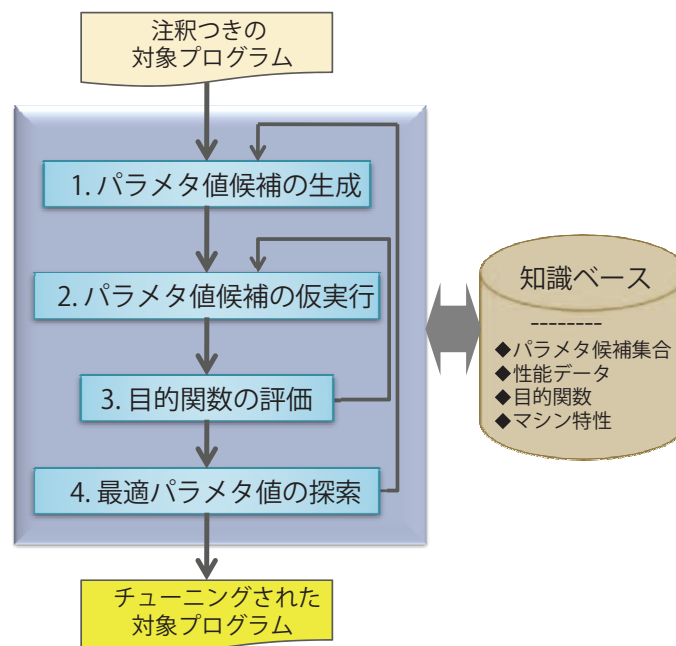 注釈つきの
対象プログラム
1. パラメタ値候補の生成
2. パラメタ値候補の仮実行
3. 目的関数の評価
4. 最適パラメタ値の探索
チューニングされた
対象プログラム
知識ベース
--------
◆パラメタ候補集合
◆性能データ
◆目的関数
◆マシン特性